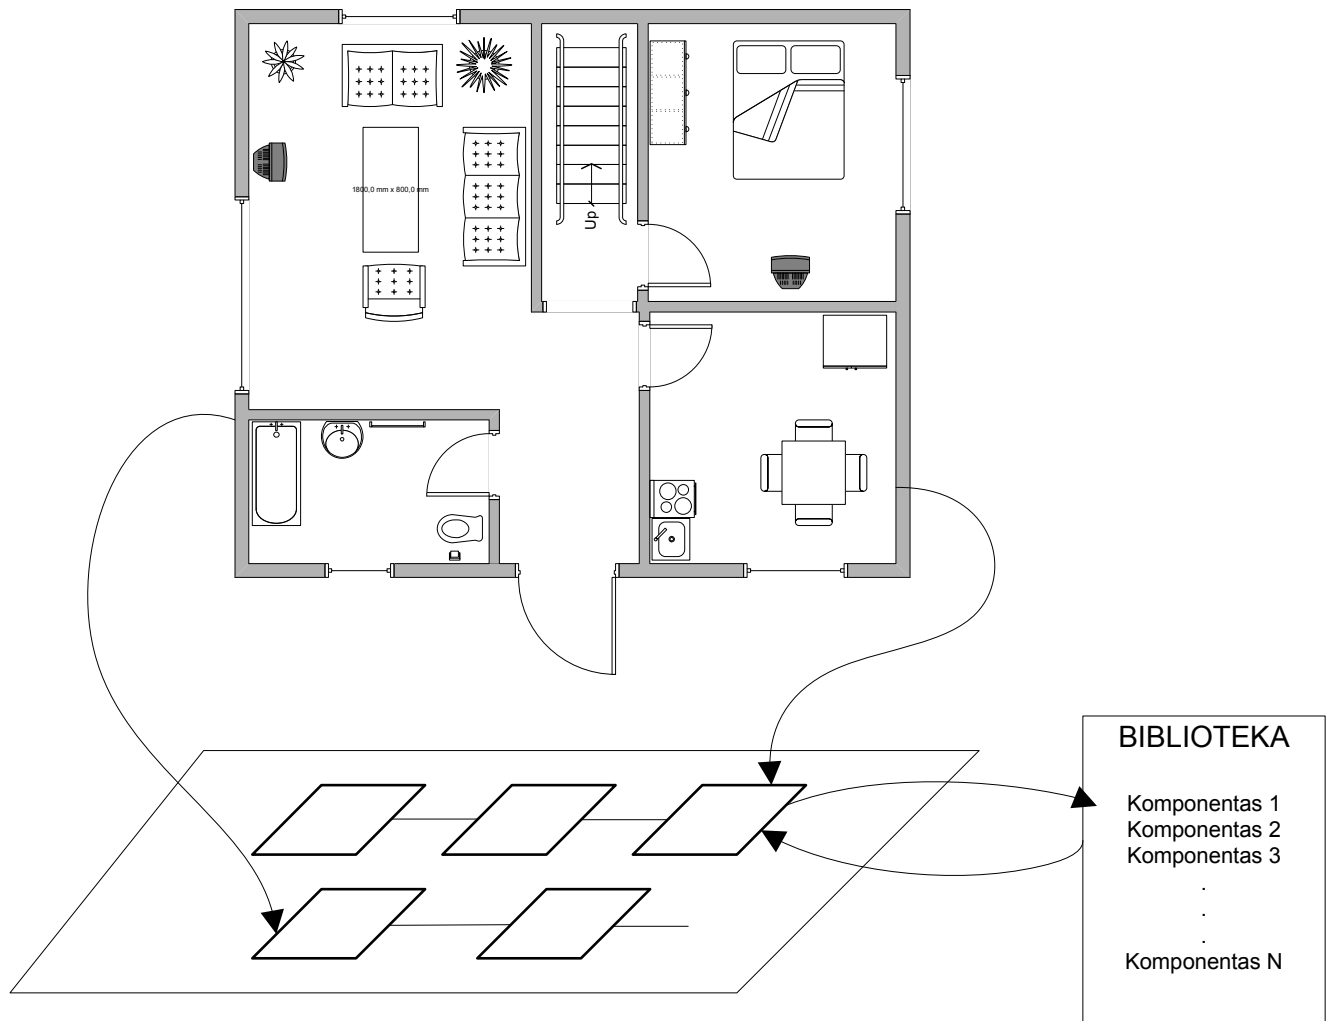 1800,0 mm x 800,0 mm
Up
BIBLIOTEKA
Komponentas 1
Komponentas 2
Komponentas 3
.
.
.
Komponentas N